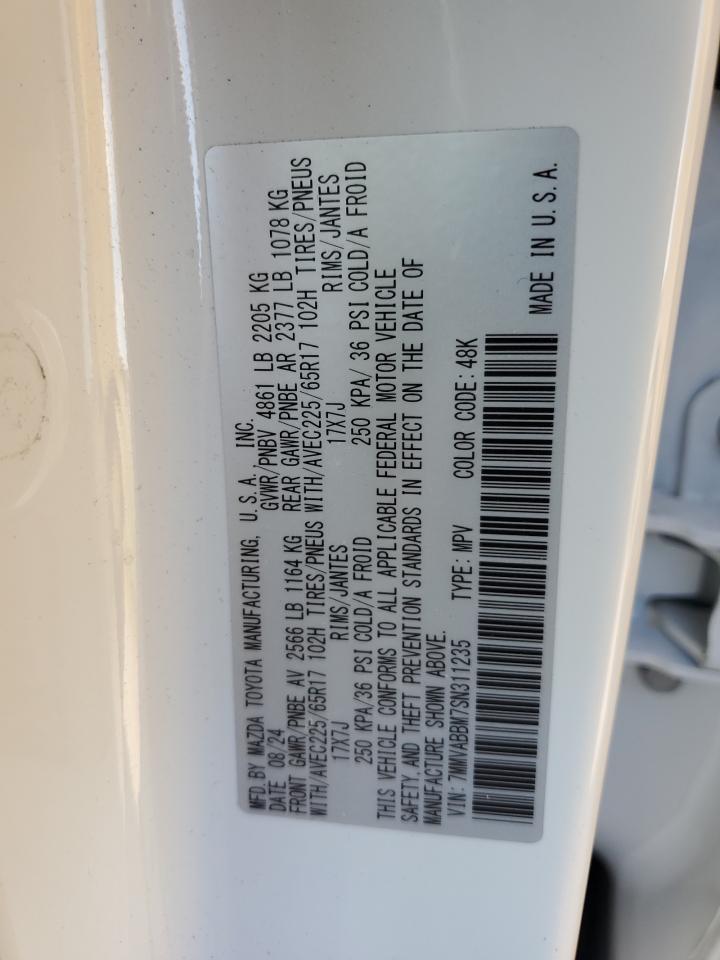 MFD. BY MAZDA TOYOTA MANUFACTURING, U.S.A. INC.
DATE 08/24 GVWR/PNBV 4861 LB 2205 KG
FRONT GAWR/PNBE AV 2566 LB 1164 KG REAR GAWR/PNBE AR 2377 LB 1078 KG
WITH/AVEC225/65R17 102H TIRES/PNEUS WITH/AVEC225/65R17 102H TIRES/PNEUS
17X7J RIMS/JANTES 17X7J RIMS/JANTES
250 KPA/36 PSI COLD/A FROID 250 KPA/ 36 PSI COLD/A FROID
THIS VEHICLE CONFORMS TO ALL APPLICABLE FEDERAL MOTOR VEHICLE
SAFETY, AND THEFT PREVENTION STANDARDS IN EFFECT ON THE DATE OF
MANUFACTURE SHOWN ABOVE.
VIN: 7MMVABBM7SN311235 TYPE: MPV COLOR CODE: 48K
MADE IN U.S.A.